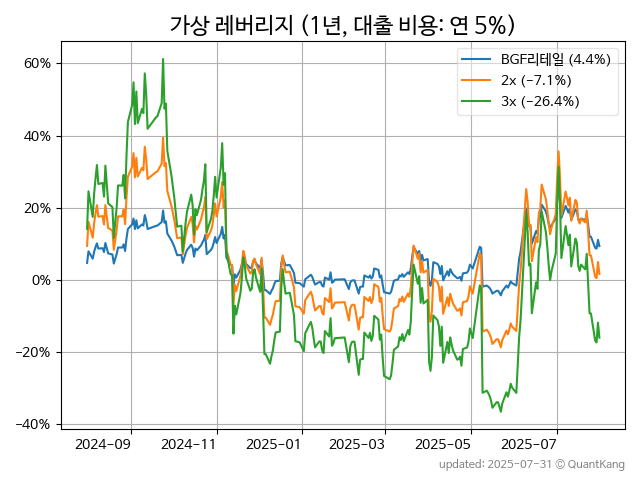 가상 레버리지 (1년, 대출 비용: 연 5%)
BGF리테일 (4.4%)
2x (−7.1%)
3x (−26.4%)
60%
40%
20%
0%
−20%
−40%
2024-09
2024-11
2025-01
2025-03
2025-05
2025-07
updated: 2025-07-31 © QuantKang